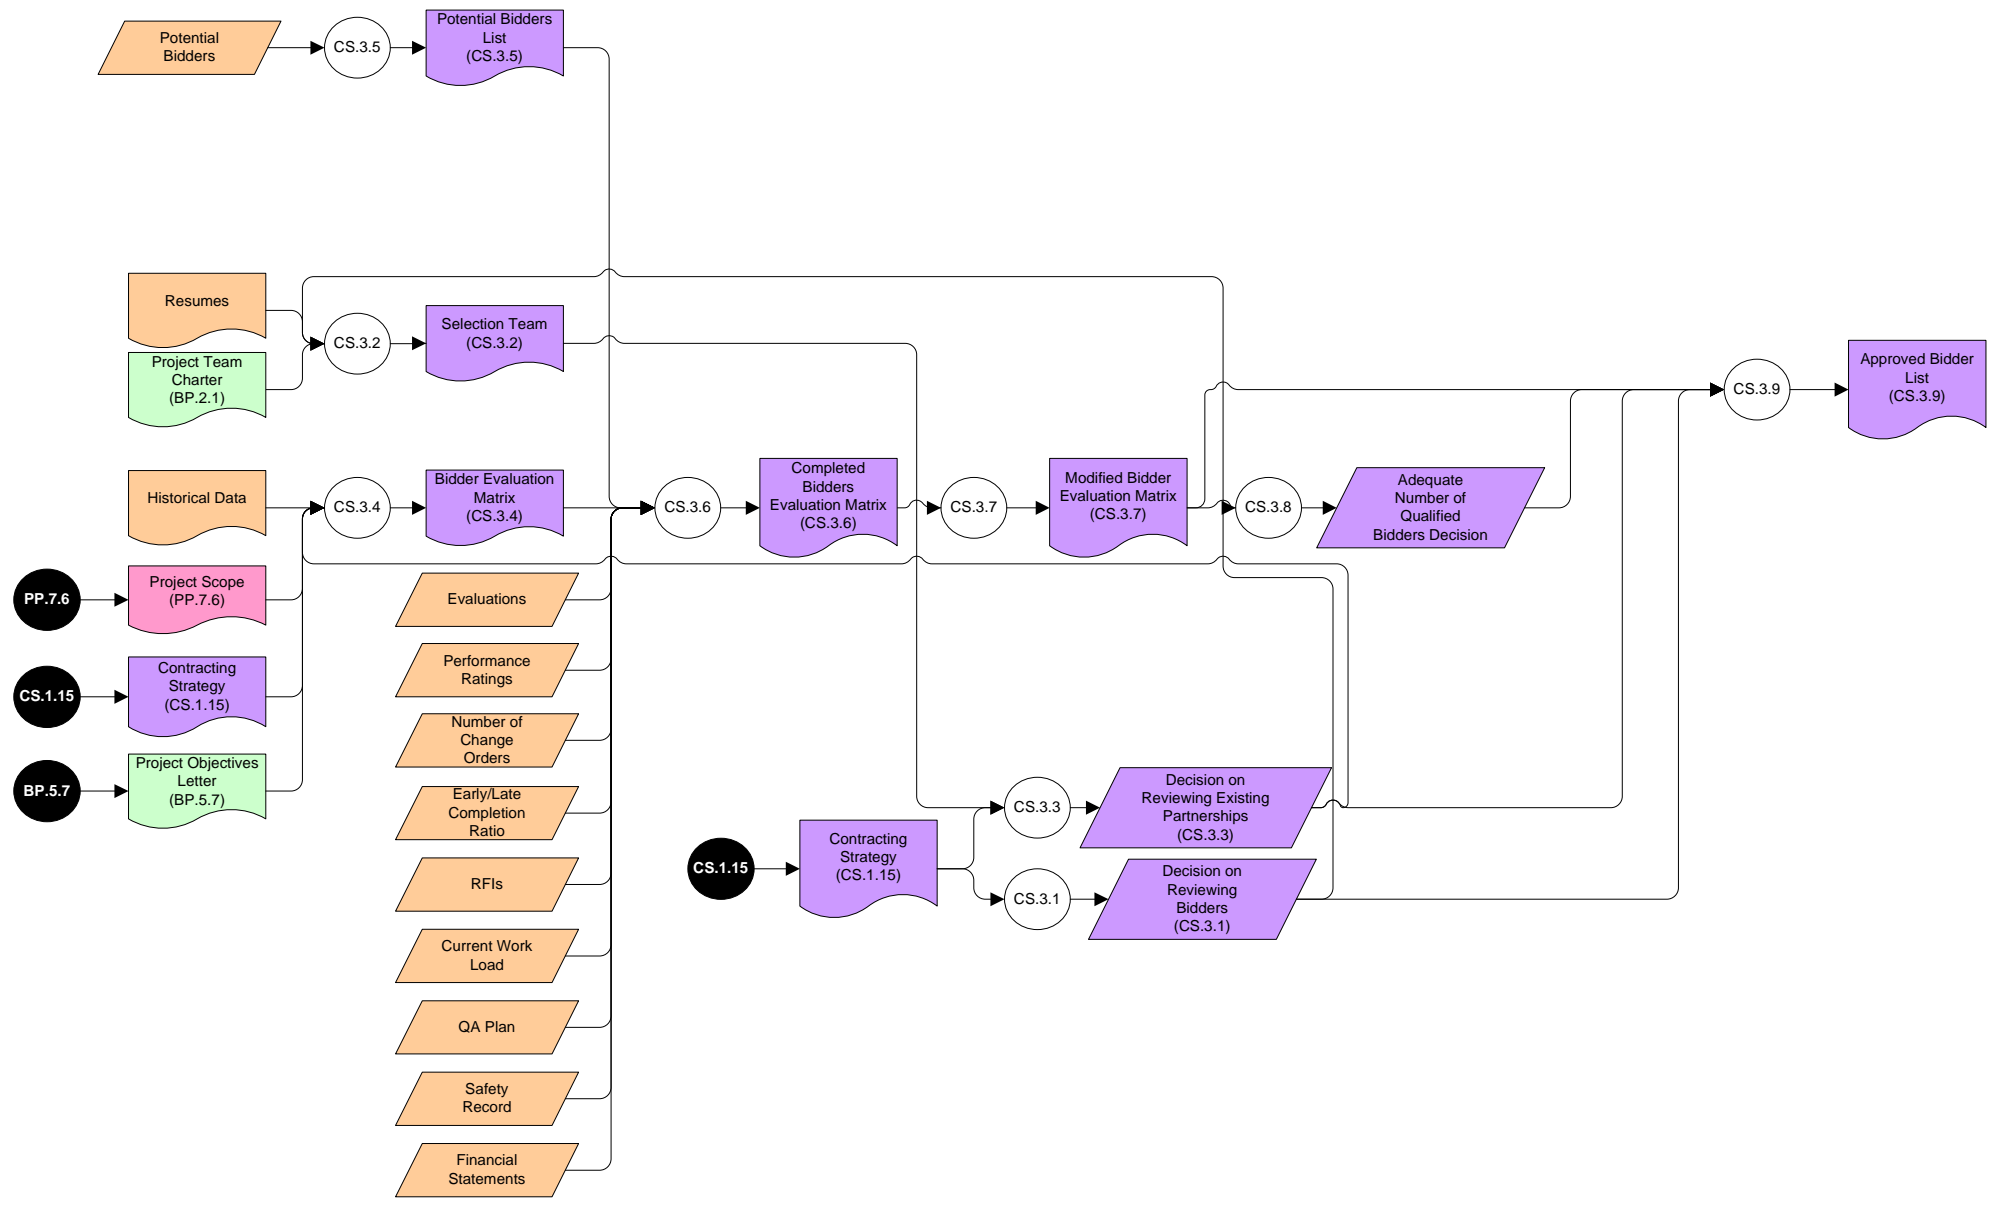 Potential
Bidders
CS.3.5
Potential Bidders
List
(CS.3.5)
Resumes
Project Team
Charter
(BP.2.1)
CS.3.2
Selection Team
(CS.3.2)
CS.3.9
Approved Bidder
List
(CS.3.9)
Historical Data
CS.3.4
Bidder Evaluation
Matrix
(CS.3.4)
CS.3.6
Completed
Bidders
Evaluation Matrix
(CS.3.6)
CS.3.7
Modified Bidder
Evaluation Matrix
(CS.3.7)
CS.3.8
Adequate
Number of
Qualified
Bidders Decision
PP.7.6
Project Scope
(PP.7.6)
CS.1.15
Contracting
Strategy
(CS.1.15)
BP.5.7
Project Objectives
Letter
(BP.5.7)
Evaluations
Performance
Ratings
Number of
Change
Orders
Early/Late
Completion
Ratio
RFIs
Current Work
Load
QA Plan
Safety
Record
Financial
Statements
CS.1.15
Contracting
Strategy
(CS.1.15)
CS.3.3
Decision on
Reviewing Existing
Partnerships
(CS.3.3)
CS.3.1
Decision on
Reviewing
Bidders
(CS.3.1)